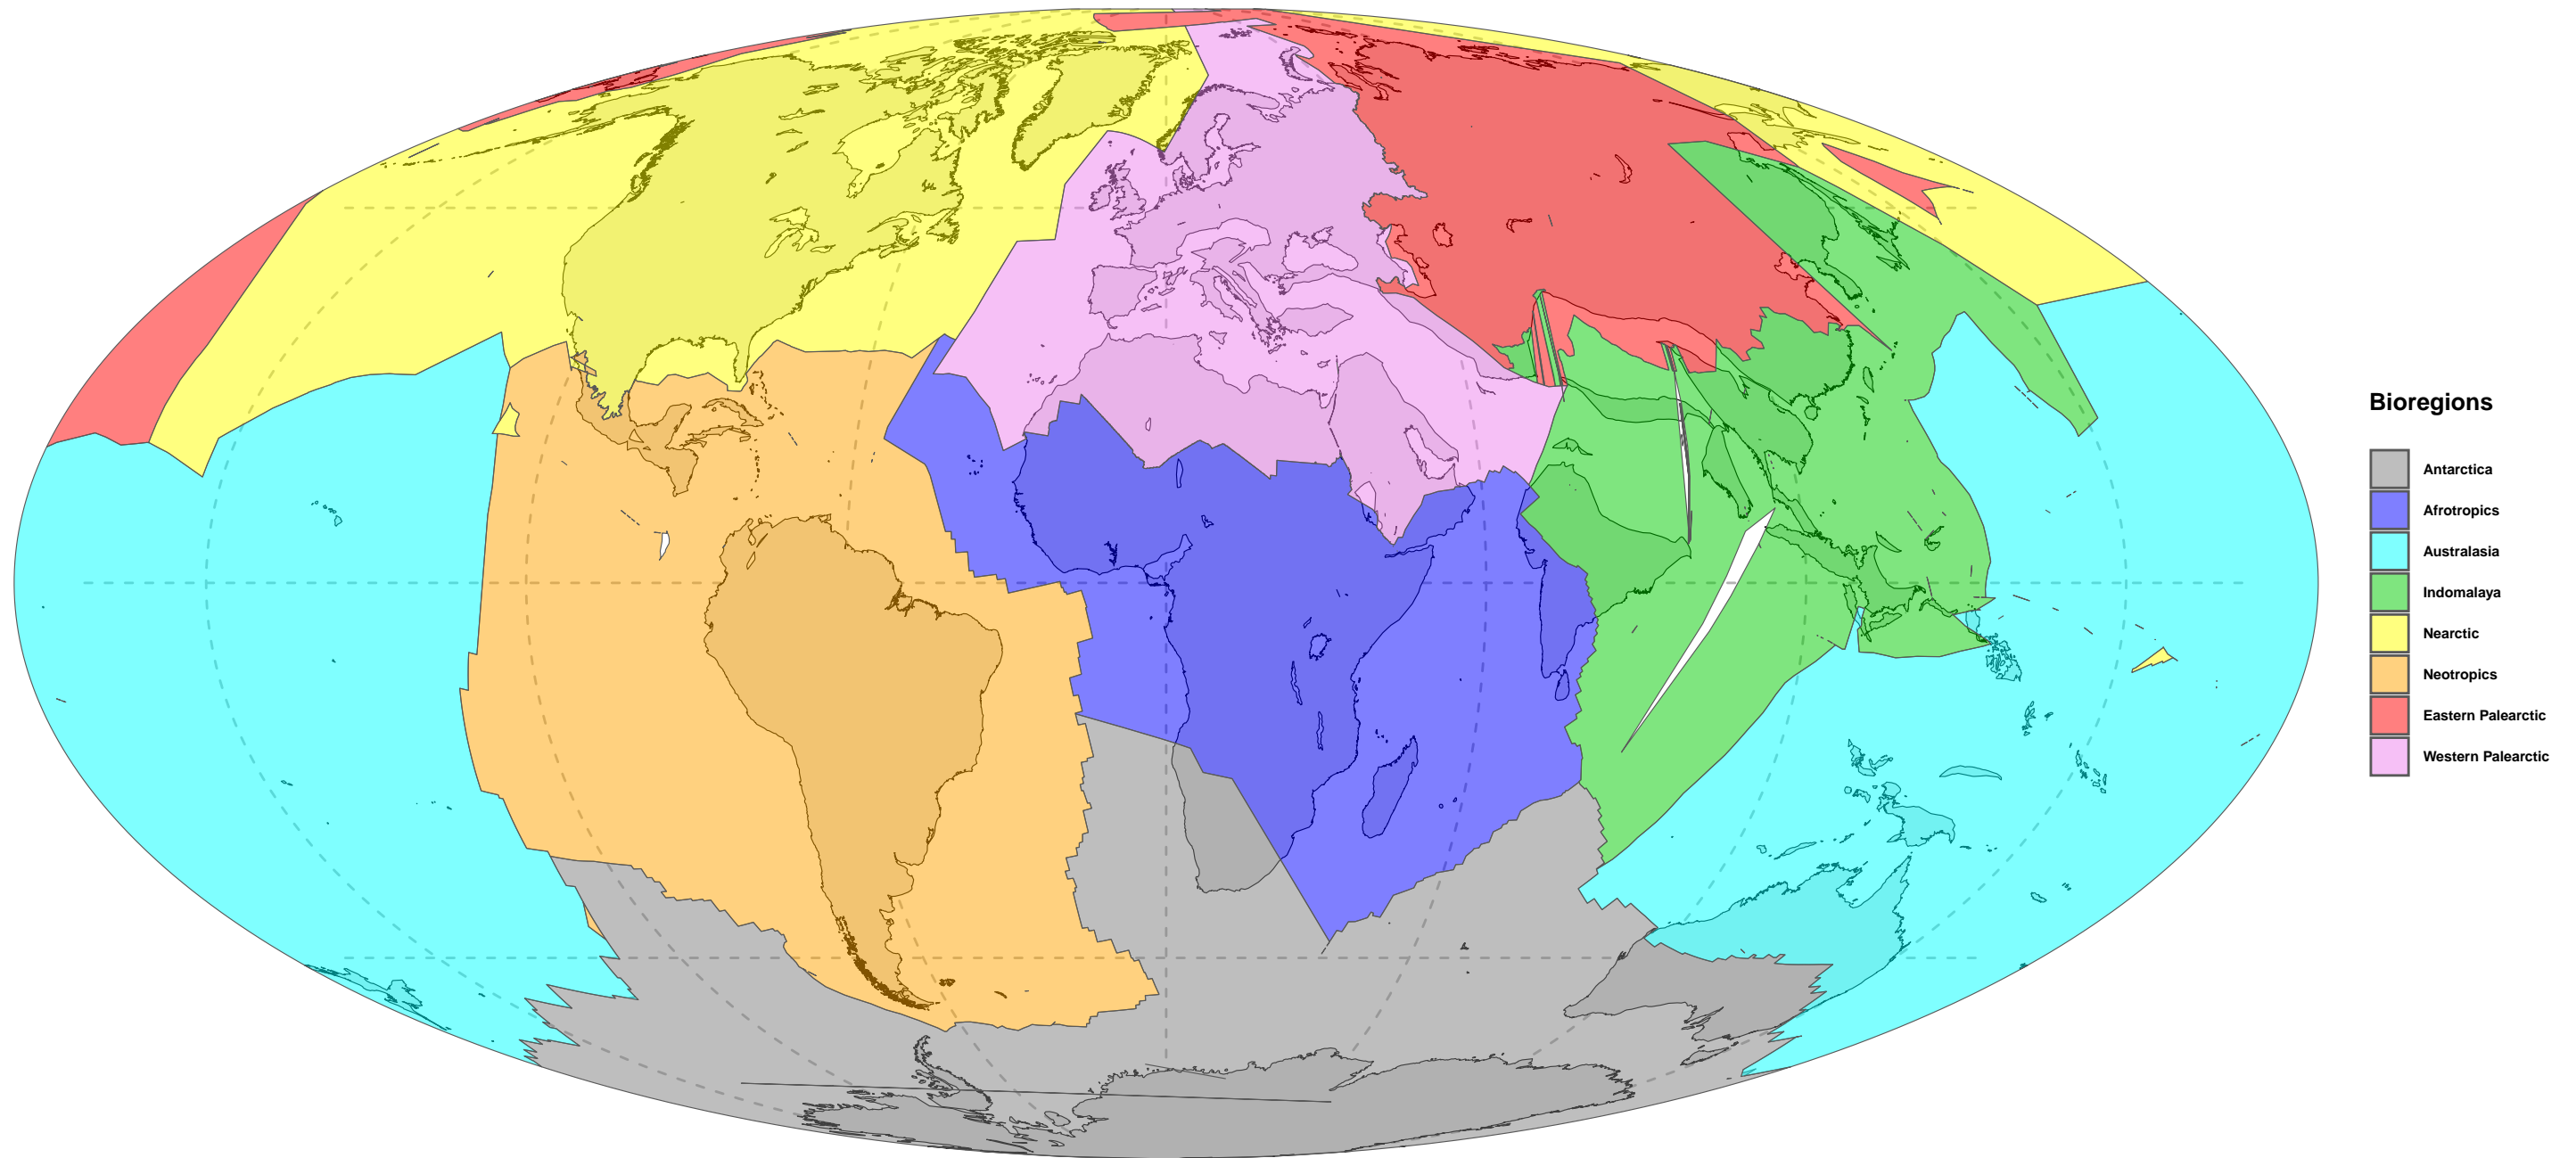 Bioregions
Antarctica
Afrotropics
Australasia
Indomalaya
Nearctic
Neotropics
Eastern Palearctic
Western Palearctic